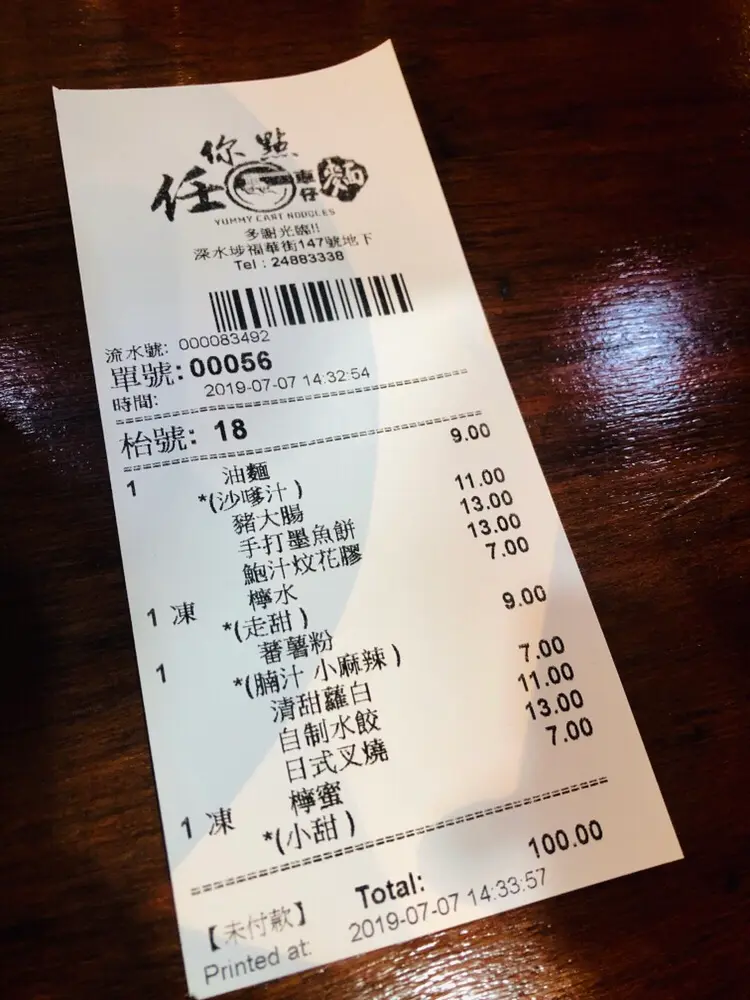 任你點車仔麵
YUMMY CART NOODLES
多謝光臨!!
深水埗福華街147號地下
Tel : 24883338
流水號: 000083492
單號: 00056
時間: 2019-07-07 14:32:54
枱號: 18
1 油麵 9.00
*(沙嗲汁)
豬大腸 11.00
手打墨魚餅 13.00
鮑汁炆花膠 13.00
1 凍 檸水 7.00
*(走甜)
1 蕃薯粉 9.00
*(腩汁 小麻辣)
清甜蘿白 7.00
自制水餃 11.00
日式叉燒 13.00
1 凍 檸蜜 7.00
*(小甜)
Total: 100.00
【未付款】
Printed at: 2019-07-07 14:33:57